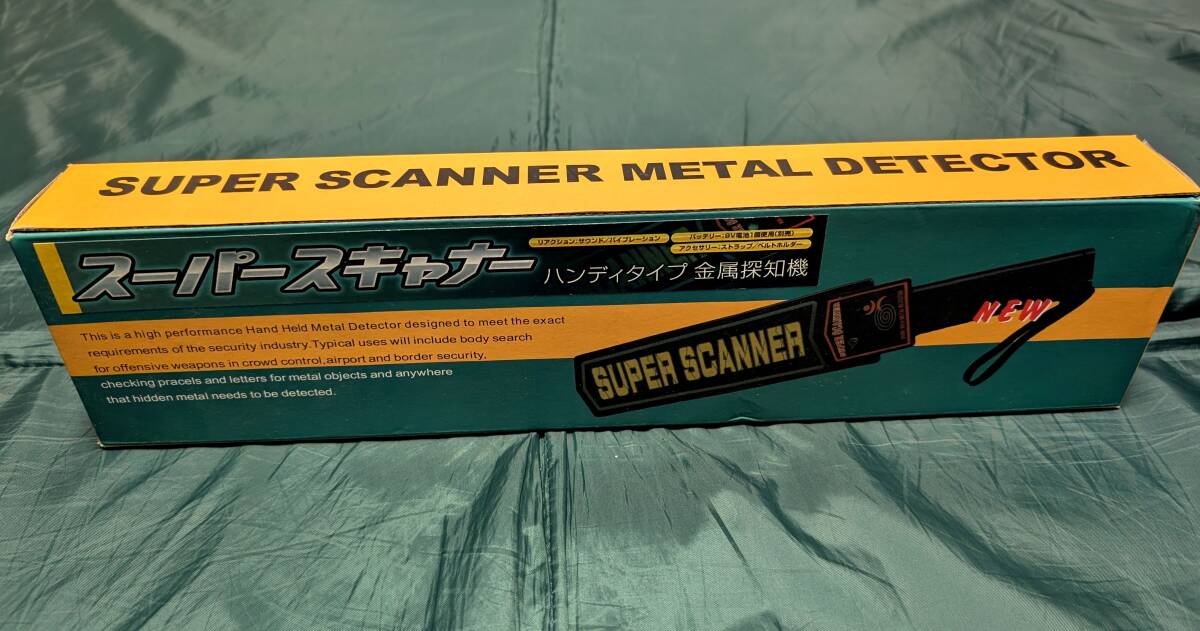 SUPER SCANNER METAL DETECTOR
スーパースキャナー
リアクション:サウンド/バイブレーション
バッテリー:9V電池1個使用(別売)
アクセサリー:ストラップ/ベルトホルダー
ハンディタイプ 金属探知機
This is a high performance Hand Held Metal Detector designed to meet the exact
requirements of the security industry.Typical uses will include body search
for offensive weapons in crowd control,airport and border security,
checking pracels and letters for metal objects and anywhere
that hidden metal needs to be detected.
SUPER SCANNER
NEW